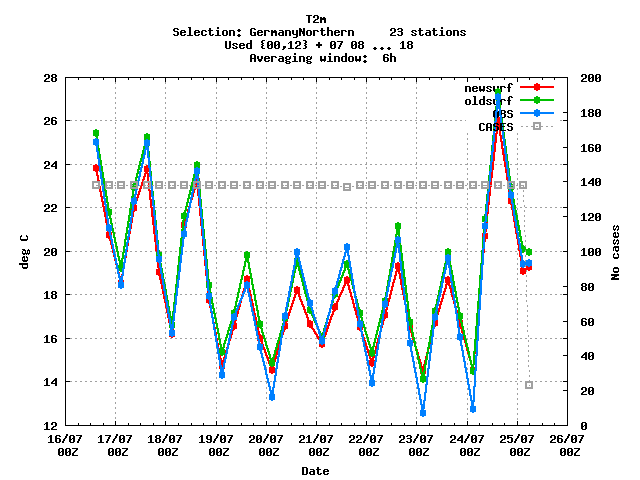 T2m
Selection: GermanyNorthern 23 stations
Used {00,12} + 07 08 ... 18
Averaging window: 6h
newsurf
oldsurf
OBS
CASES
28
26
24
22
20
18
16
14
12
deg C
200
180
160
140
120
100
80
60
40
20
0
No cases
16/07 17/07 18/07 19/07 20/07 21/07 22/07 23/07 24/07 25/07 26/07
00Z 00Z 00Z 00Z 00Z 00Z 00Z 00Z 00Z 00Z 00Z
Date